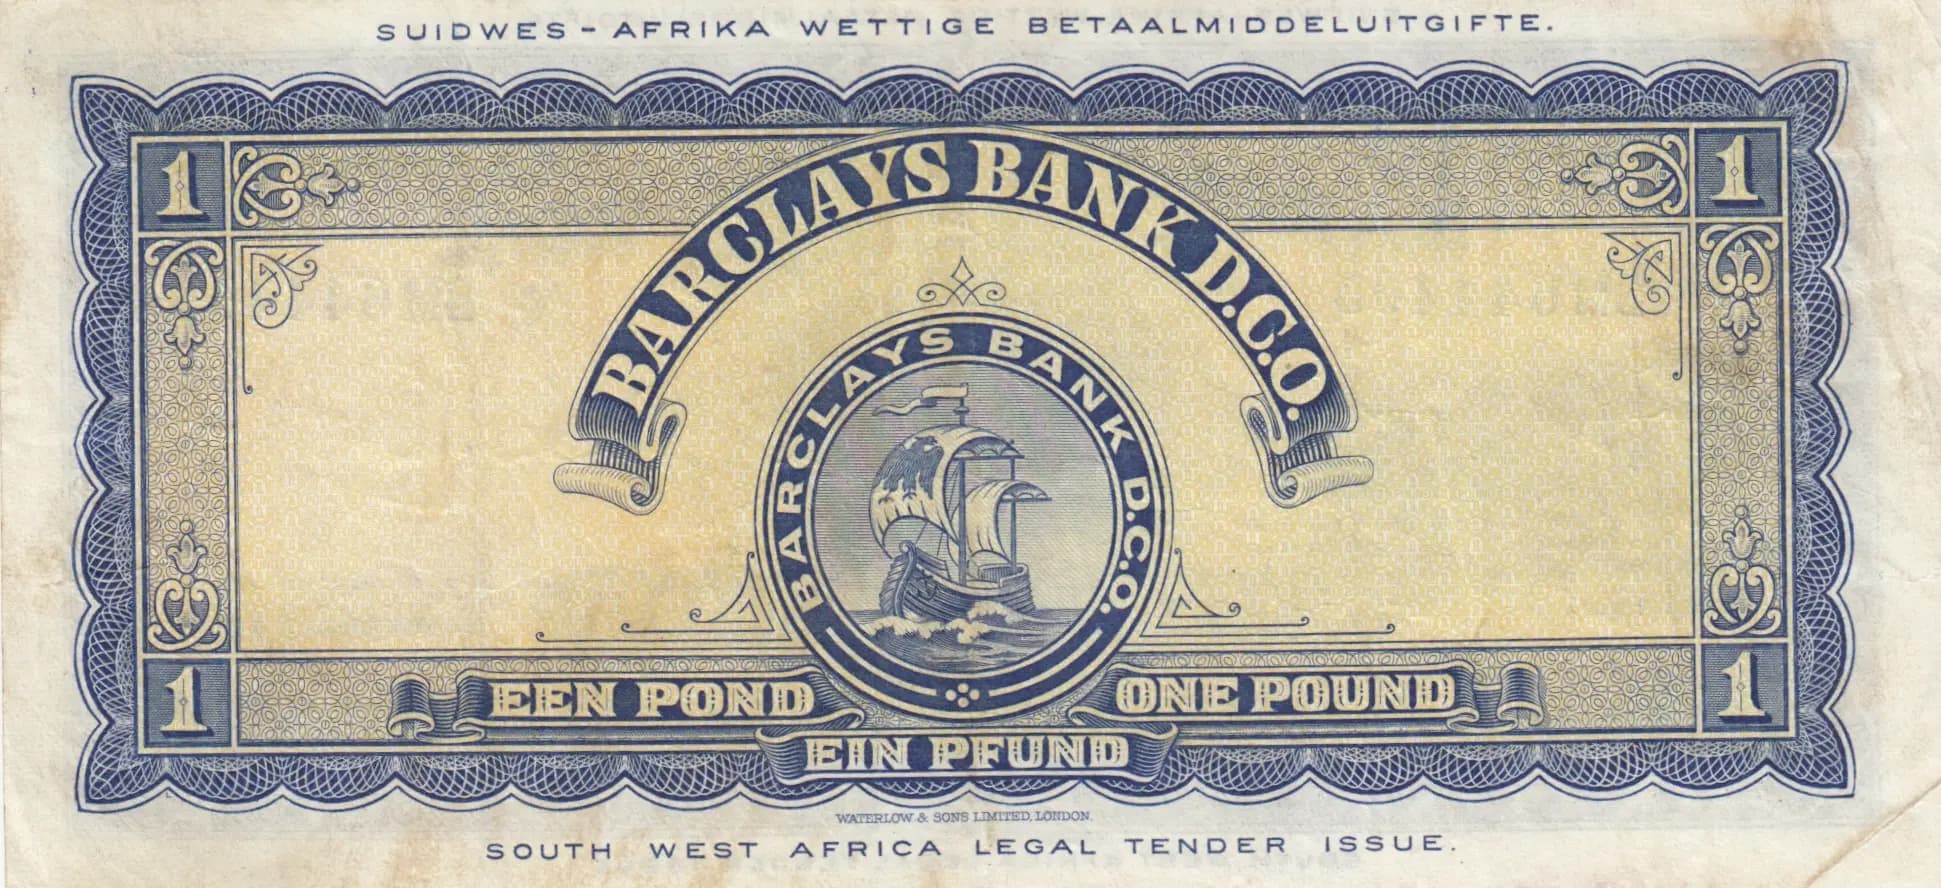 SUIDWES-AFRIKA WETTIGE BETAALMIDDELUITGIFTE.
1
1
BARCLAYS BANK D.C.O.
BARCLAYS BANK D.C.O.
1
EEN POND
ONE POUND
1
EIN PFUND
WATERLOW & SONS LIMITED, LONDON.
SOUTH WEST AFRICA LEGAL TENDER ISSUE.